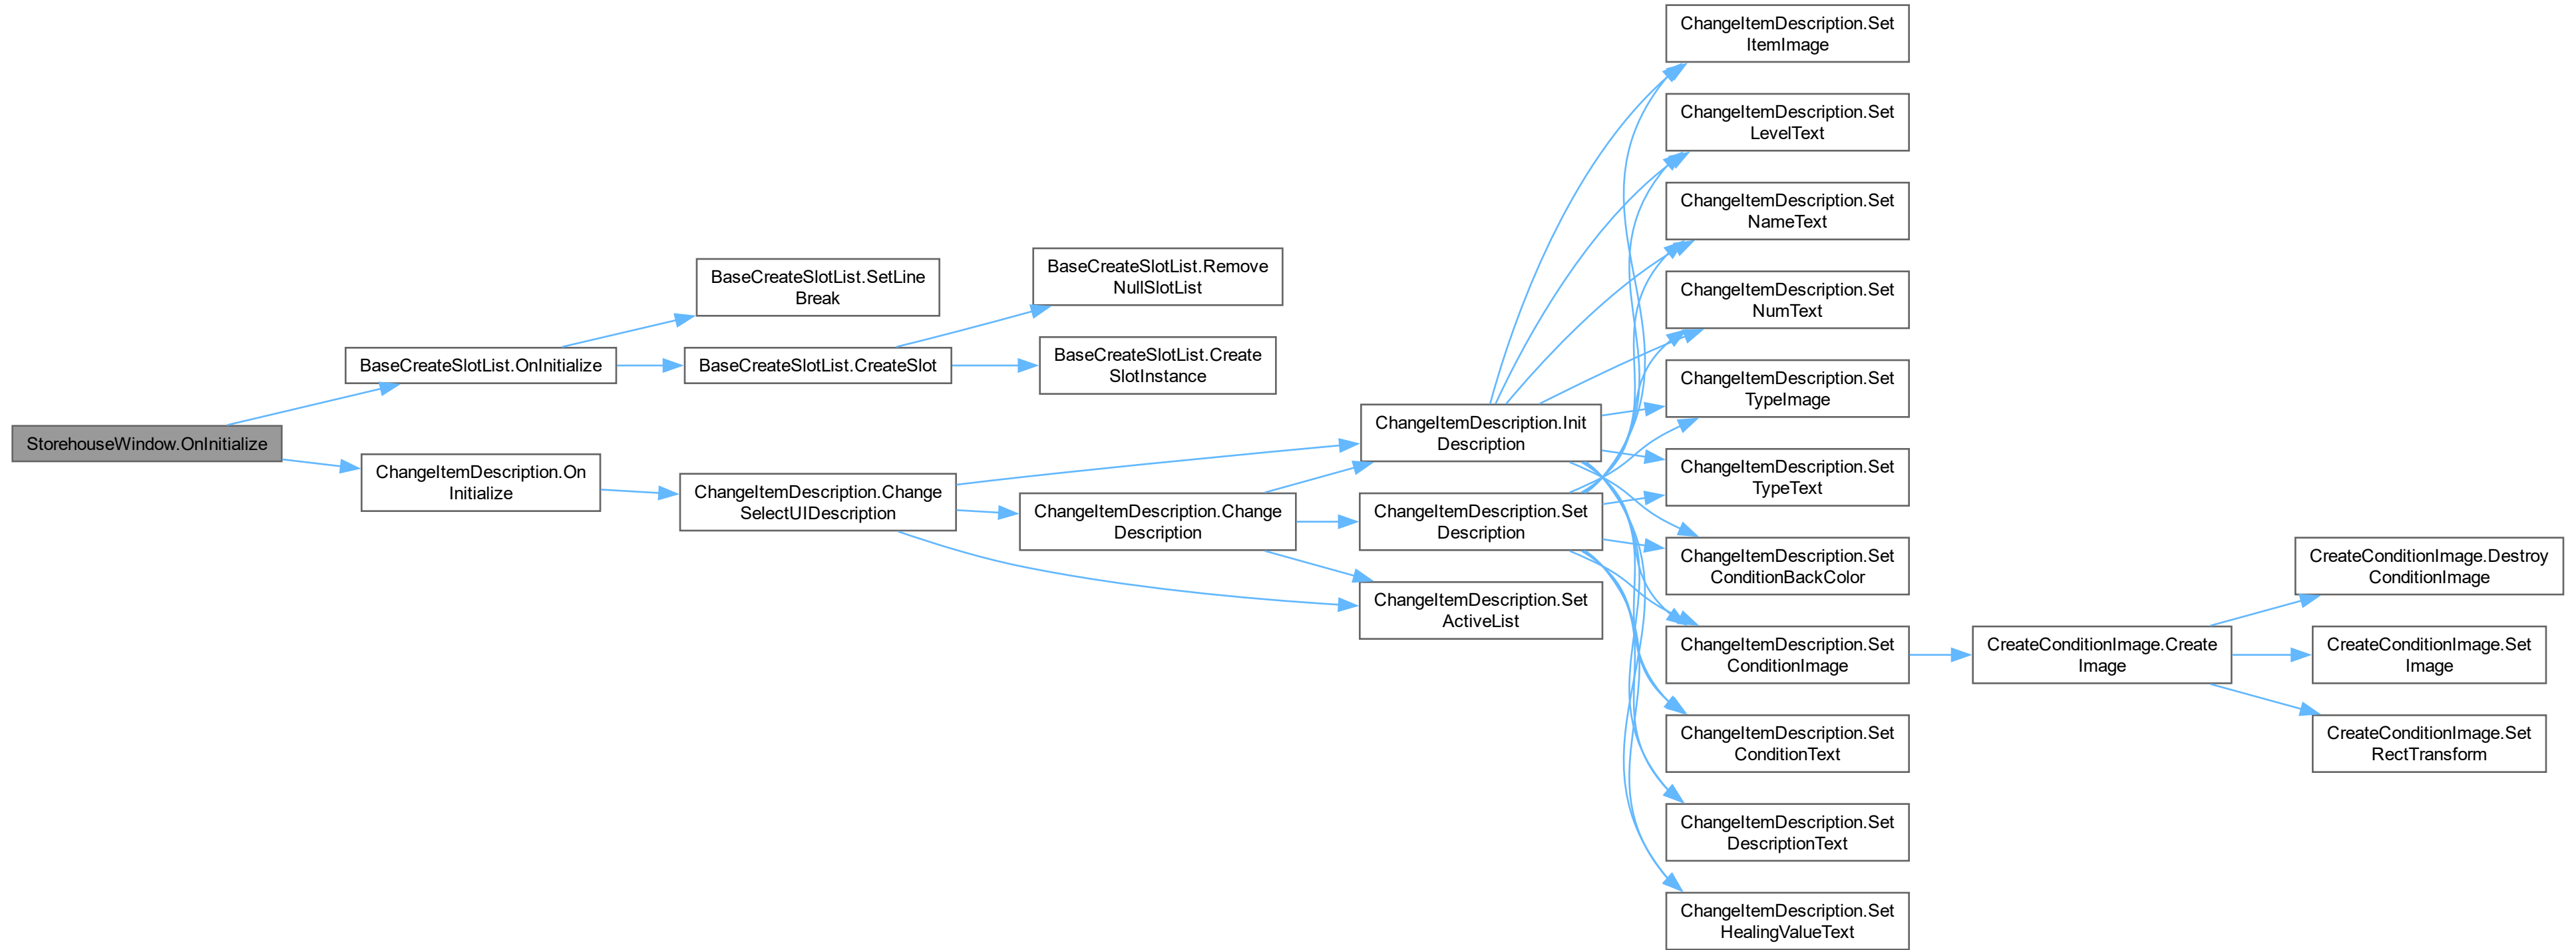 StorehouseWindow.OnInitialize
BaseCreateSlotList.OnInitialize
ChangeItemDescription.On
Initialize
BaseCreateSlotList.SetLine
Break
BaseCreateSlotList.CreateSlot
ChangeItemDescription.Change
SelectUIDescription
BaseCreateSlotList.Remove
NullSlotList
BaseCreateSlotList.Create
SlotInstance
ChangeItemDescription.Change
Description
ChangeItemDescription.Init
Description
ChangeItemDescription.Set
Description
ChangeItemDescription.Set
ActiveList
ChangeItemDescription.Set
ItemImage
ChangeItemDescription.Set
LevelText
ChangeItemDescription.Set
NameText
ChangeItemDescription.Set
NumText
ChangeItemDescription.Set
TypeImage
ChangeItemDescription.Set
TypeText
ChangeItemDescription.Set
ConditionBackColor
ChangeItemDescription.Set
ConditionImage
ChangeItemDescription.Set
ConditionText
ChangeItemDescription.Set
DescriptionText
ChangeItemDescription.Set
HealingValueText
CreateConditionImage.Create
Image
CreateConditionImage.Destroy
ConditionImage
CreateConditionImage.Set
Image
CreateConditionImage.Set
RectTransform